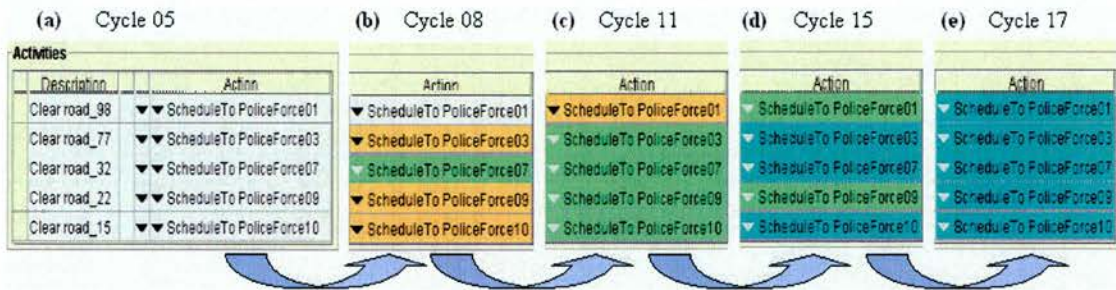 (a) Cycle 05 (b) Cycle 08 (c) Cycle 11 (d) Cycle 15 (e) Cycle 17
Activities
Description Action Action Action Action Action
Clear road_98 ScheduleTo PoliceForce01 ScheduleTo PoliceForce01 ScheduleTo PoliceForce01 ScheduleTo PoliceForce01 ScheduleTo PoliceForce01
Clear road_77 ScheduleTo PoliceForce03 ScheduleTo PoliceForce03 ScheduleTo PoliceForce03 ScheduleTo PoliceForce03 ScheduleTo PoliceForce03
Clear road_32 ScheduleTo PoliceForce07 ScheduleTo PoliceForce07 ScheduleTo PoliceForce07 ScheduleTo PoliceForce07 ScheduleTo PoliceForce07
Clear road_22 ScheduleTo PoliceForce09 ScheduleTo PoliceForce09 ScheduleTo PoliceForce09 ScheduleTo PoliceForce09 ScheduleTo PoliceForce09
Clear road_15 ScheduleTo PoliceForce10 ScheduleTo PoliceForce10 ScheduleTo PoliceForce10 ScheduleTo PoliceForce10 ScheduleTo PoliceForce10